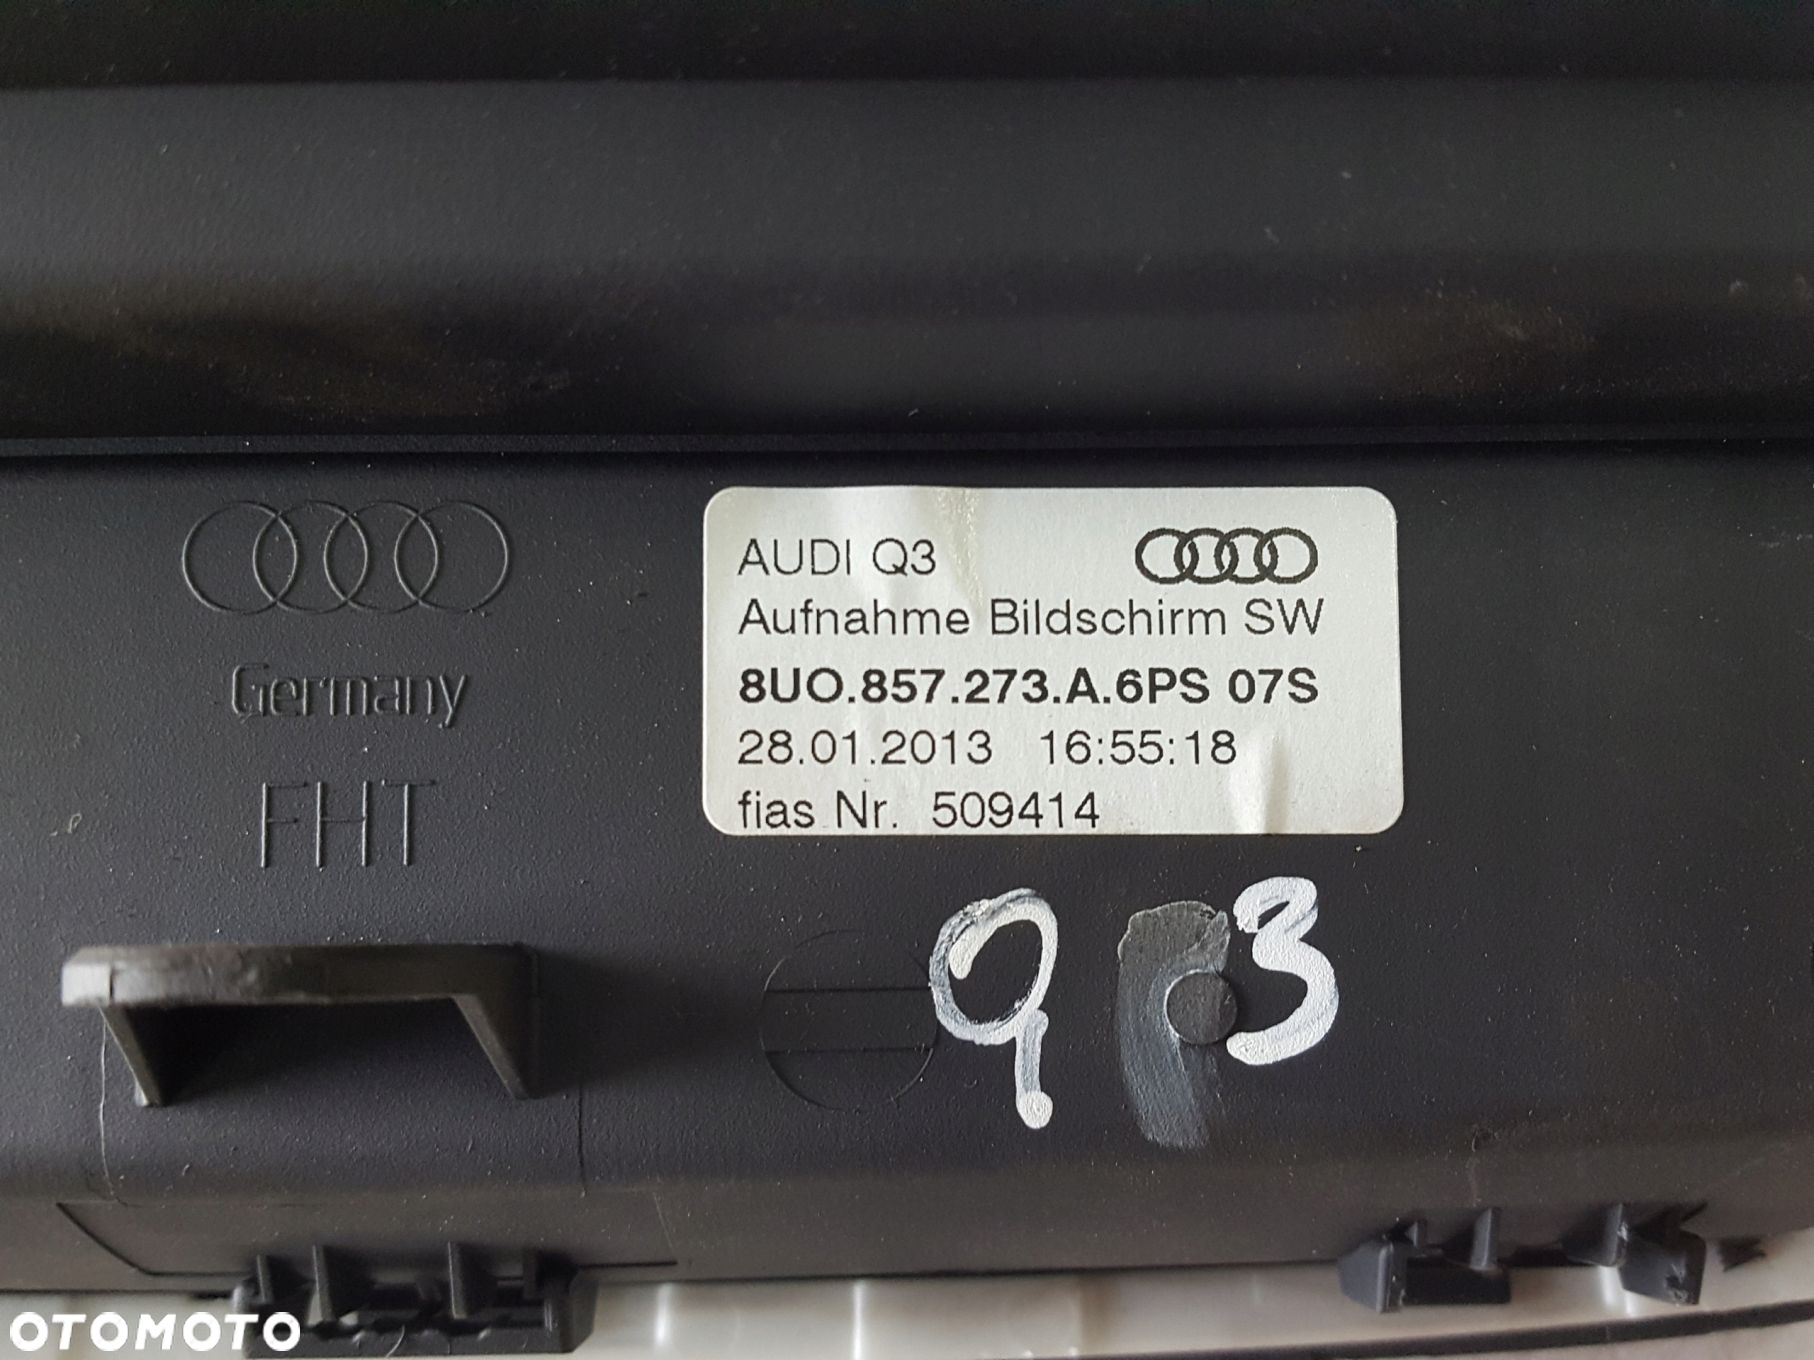 AUDI Q3
Aufnahme Bildschirm SW
8UO.857.273.A.6PS 07S
28.01.2013 16:55:18
fias Nr. 509414
Germany
FHT
Q 3
OTOMOTO